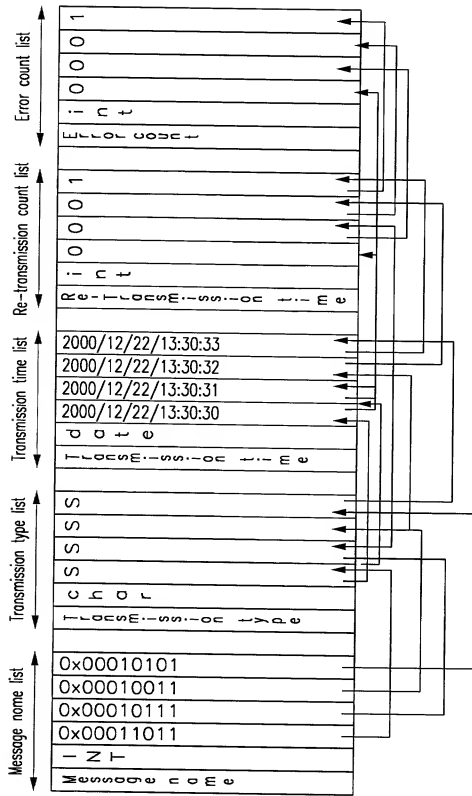 Message name list
Message name
INT
0x00011011
0x00010111
0x00010011
0x00010101
Transmission type list
Transmission type
char
S
S
S
S
Transmission time list
Transmission time
date
2000/12/22/13:30:30
2000/12/22/13:30:31
2000/12/22/13:30:32
2000/12/22/13:30:33
Re-transmission count list
Re-Transmission time
int
0
0
0
1
Error count list
Error count
int
0
0
0
1